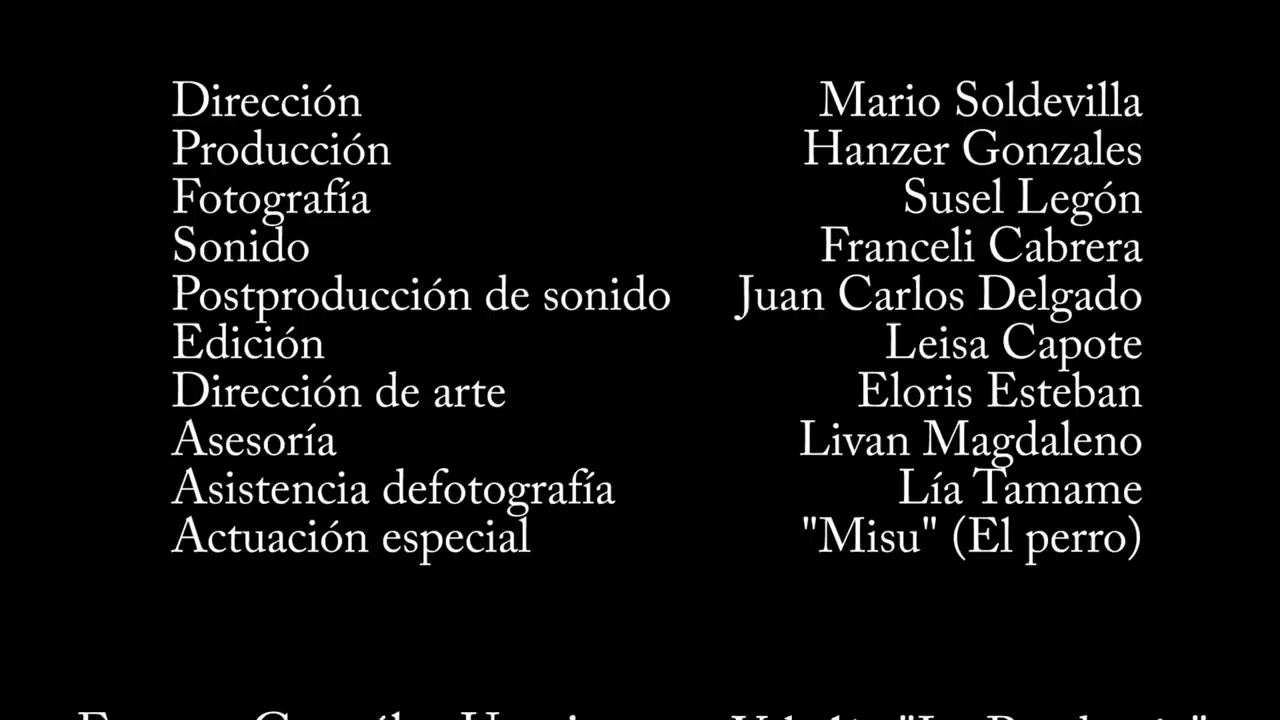 Dirección Mario Soldevilla
Producción Hanzer Gonzales
Fotografía Susel Legón
Sonido Franceli Cabrera
Postproducción de sonido Juan Carlos Delgado
Edición Leisa Capote
Dirección de arte Eloris Esteban
Asesoría Livan Magdaleno
Asistencia defotografía Lía Tamame
Actuación especial "Misu" (El perro)